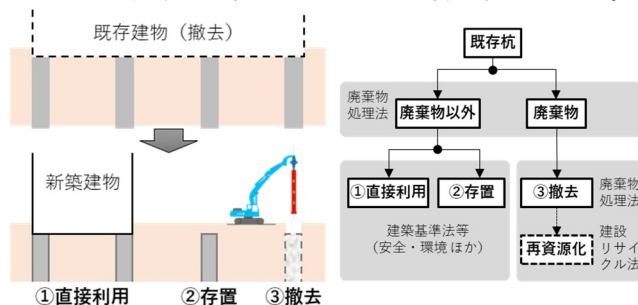 既存建物（撤去）
新築建物
①直接利用
②存置
③撤去
既存杭
廃棄物
処理法
廃棄物以外
廃棄物
①直接利用
②存置
③撤去
廃棄物
処理法
建築基準法等
（安全・環境 ほか）
再資源化
建設
リサイ
クル法